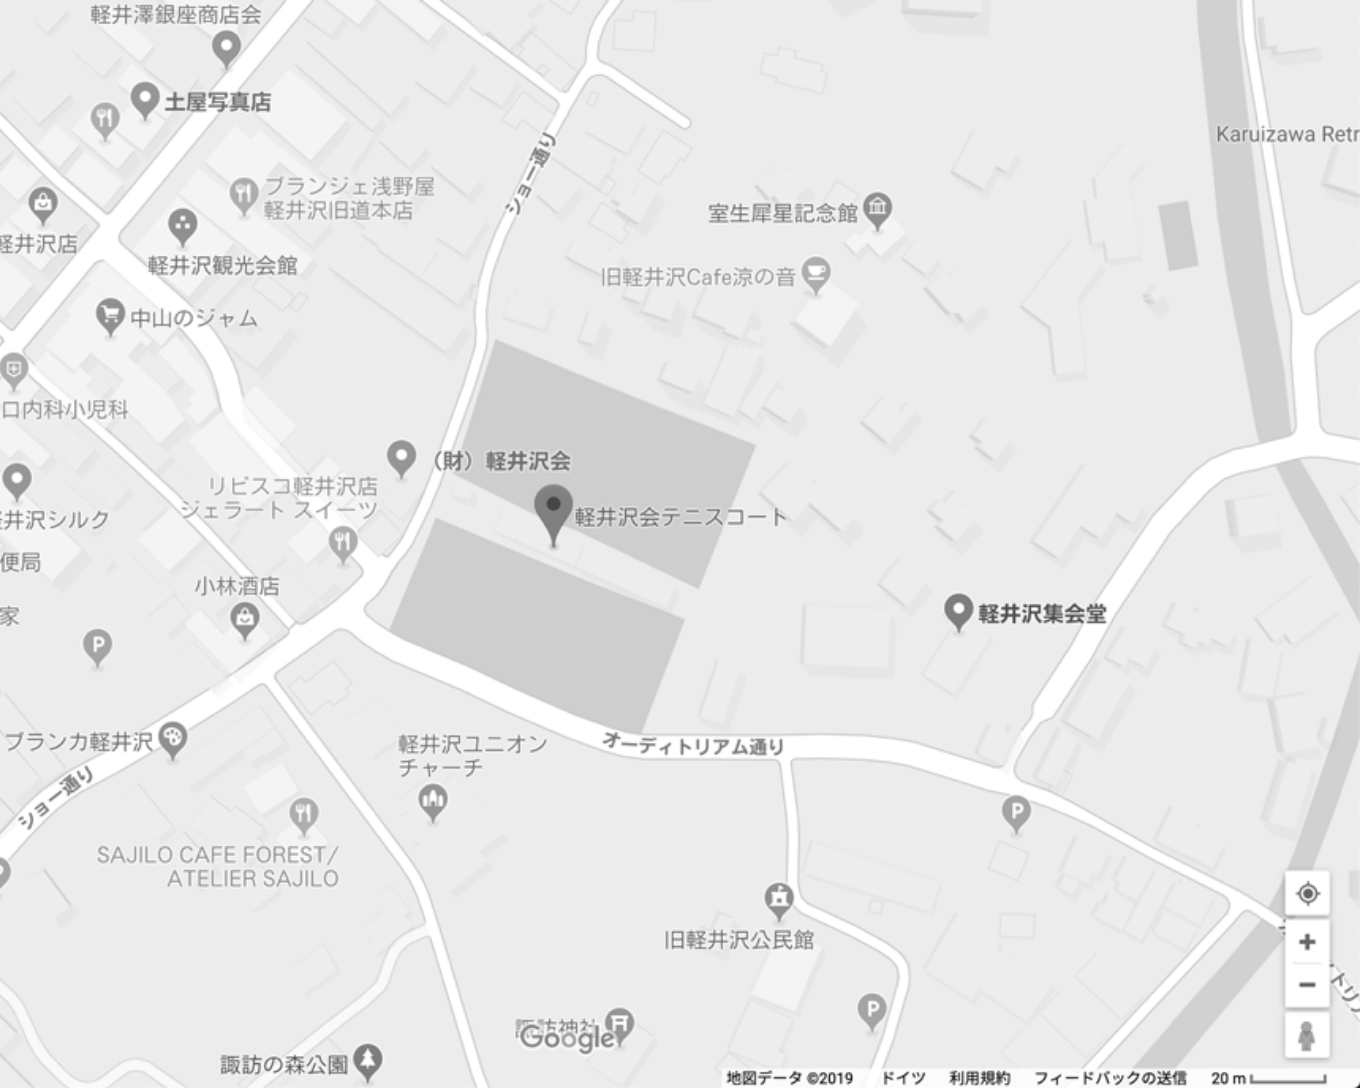 軽井澤銀座商店会
土屋写真店
Karuizawa Retr
ショー通り
ブランジェ浅野屋
軽井沢旧道本店
室生犀星記念館
軽井沢店
軽井沢観光会館
旧軽井沢Cafe涼の音
中山のジャム
口内科小児科
（財）軽井沢会
リビスコ軽井沢店
ジェラート スイーツ
軽井沢会テニスコート
井沢シルク
便局
小林酒店
家
軽井沢集会堂
P
ブランカ軽井沢
軽井沢ユニオン
チャーチ
オーディトリアム通り
ショー通り
P
SAJILO CAFE FOREST/
ATELIER SAJILO
旧軽井沢公民館
P
諏訪神社
Google
諏訪の森公園
地図データ ©2019 ドイツ 利用規約 フィードバックの送信 20 m